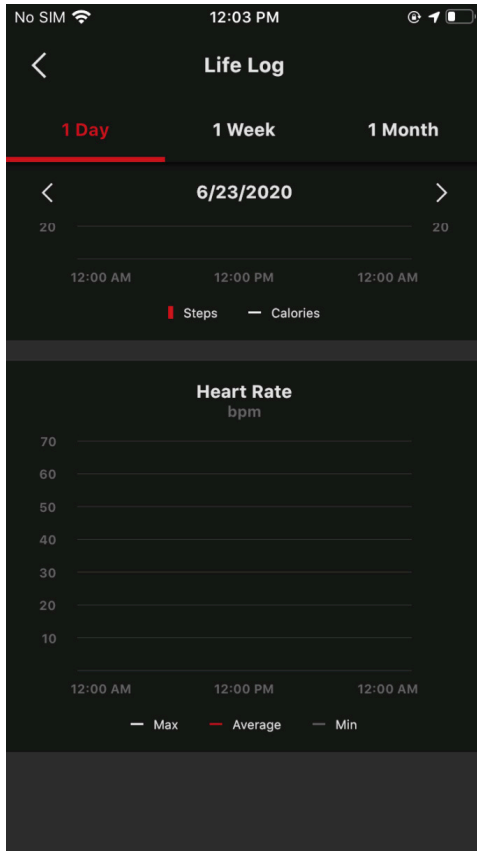 No SIM 12:03 PM
Life Log
1 Day 1 Week 1 Month
6/23/2020
20 20
12:00 AM 12:00 PM 12:00 AM
Steps Calories
Heart Rate
bpm
70
60
50
40
30
20
10
12:00 AM 12:00 PM 12:00 AM
Max Average Min